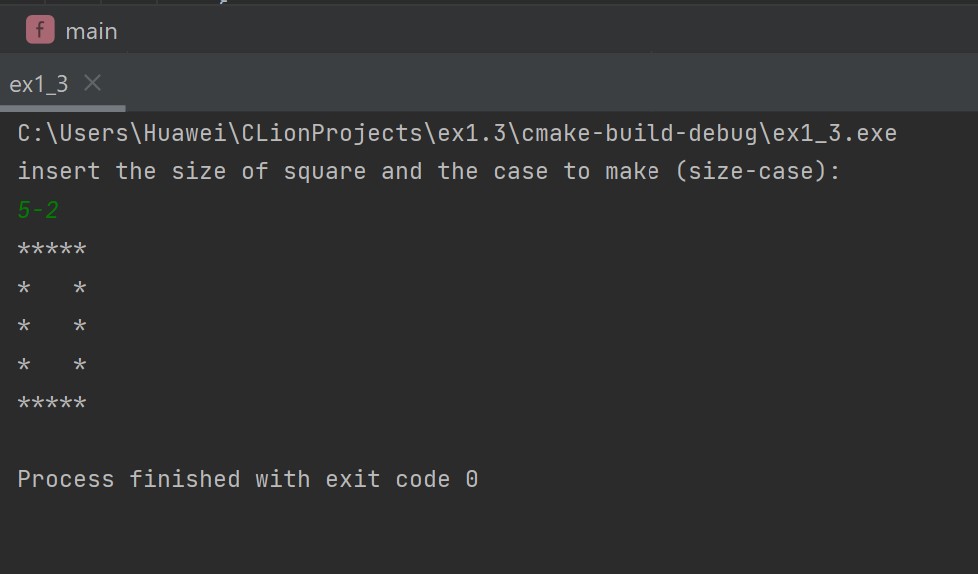 f main
ex1_3
C:\Users\Huawei\CLionProjects\ex1.3\cmake-build-debug\ex1_3.exe
insert the size of square and the case to make (size-case):
5-2
*****
*   *
*   *
*   *
*****
Process finished with exit code 0